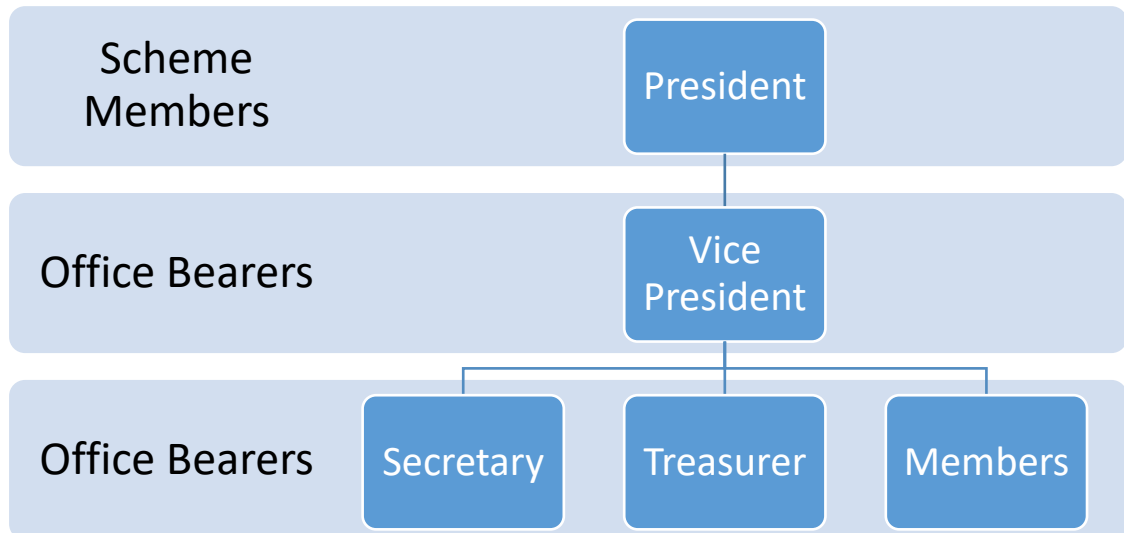 Scheme
Members
President
Office Bearers
Vice
President
Office Bearers
Secretary
Treasurer
Members